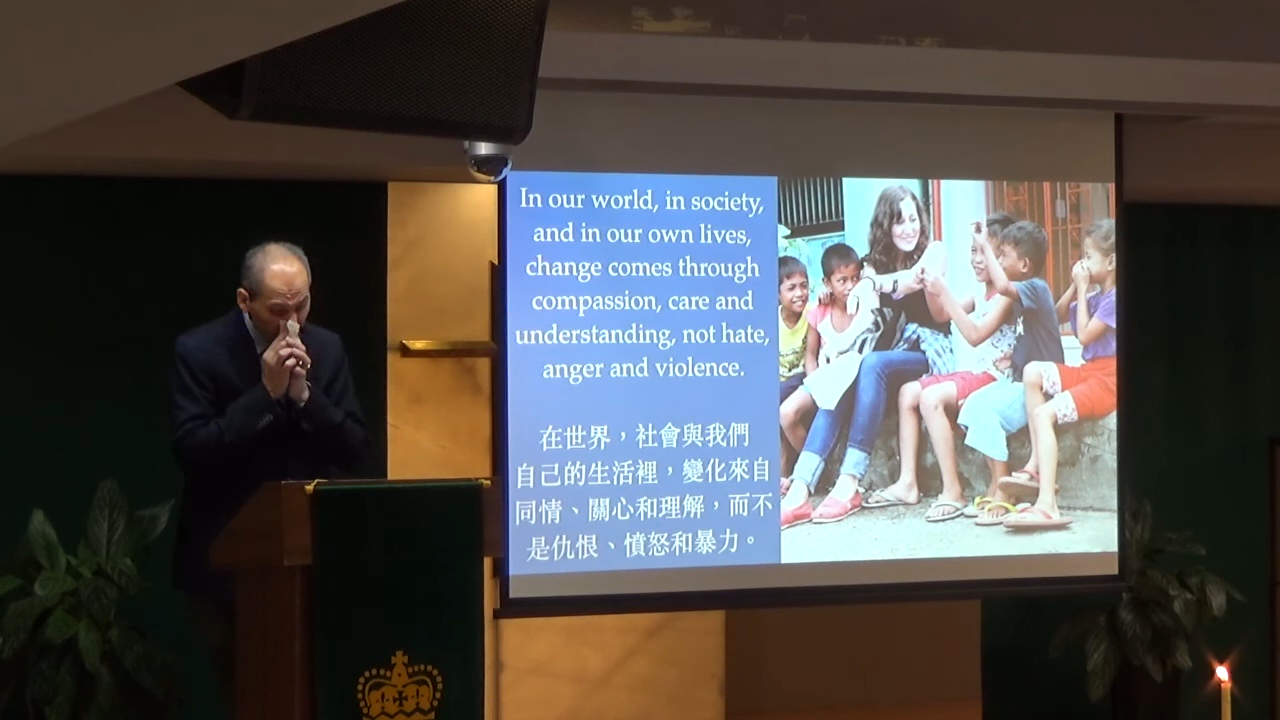 In our world, in society,
and in our own lives,
change comes through
compassion, care and
understanding, not hate,
anger and violence.
在世界，社會與我們
自己的生活裡，變化來自
同情、關心和理解，而不
是仇恨、憤怒和暴力。